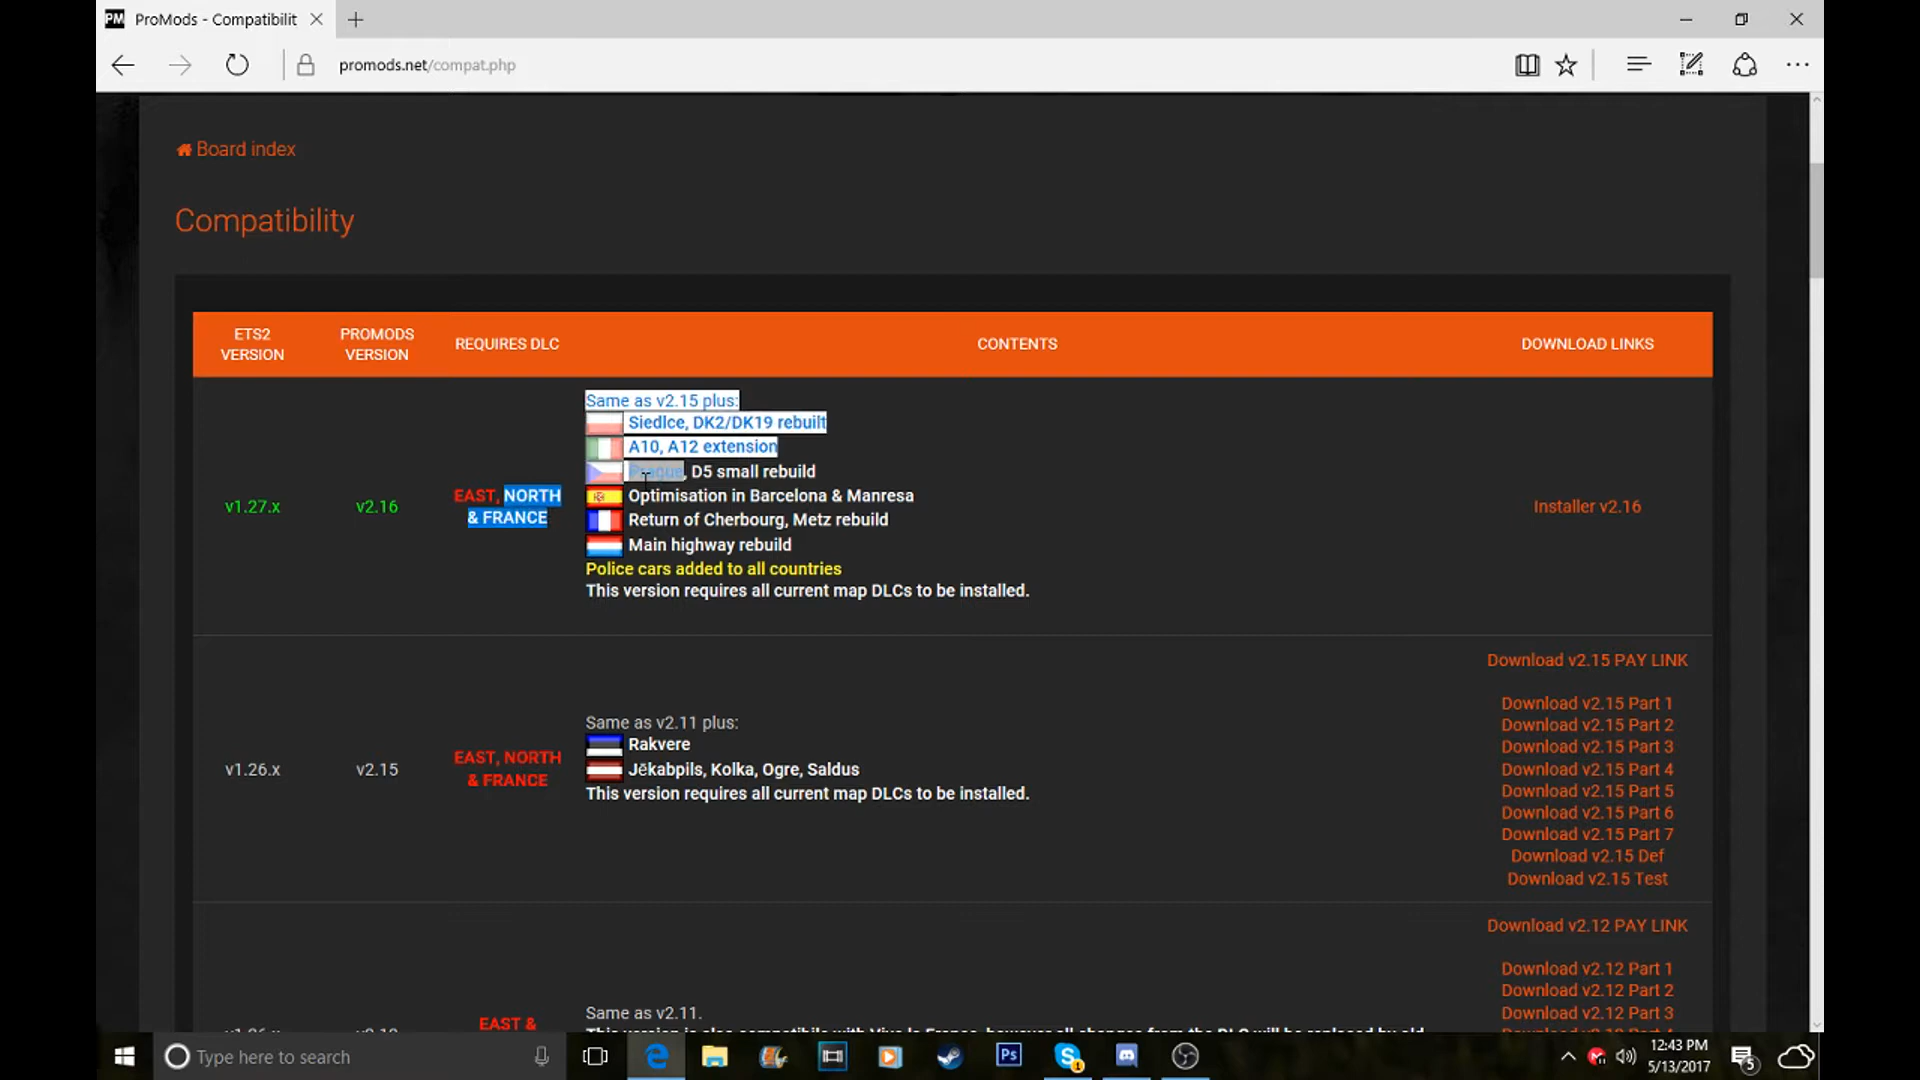 ProMods - Compatibilit
promods.net/compat.php
Board index
Compatibility
ETS2 VERSION
PROMODS VERSION
REQUIRES DLC
CONTENTS
DOWNLOAD LINKS
v1.27.x
v2.16
EAST, NORTH
& FRANCE
Same as v2.15 plus:
Siedlce, DK2/DK19 rebuilt
A10, A12 extension
Prague, D5 small rebuild
Optimisation in Barcelona & Manresa
Return of Cherbourg, Metz rebuild
Main highway rebuild
Police cars added to all countries
This version requires all current map DLCs to be installed.
Installer v2.16
v1.26.x
v2.15
EAST, NORTH
& FRANCE
Same as v2.11 plus:
Rakvere
Jēkabpils, Kolka, Ogre, Saldus
This version requires all current map DLCs to be installed.
Download v2.15 PAY LINK
Download v2.15 Part 1
Download v2.15 Part 2
Download v2.15 Part 3
Download v2.15 Part 4
Download v2.15 Part 5
Download v2.15 Part 6
Download v2.15 Part 7
Download v2.15 Def
Download v2.15 Test
EAST &
Same as v2.11.
Download v2.12 PAY LINK
Download v2.12 Part 1
Download v2.12 Part 2
Download v2.12 Part 3
Type here to search
12:43 PM
5/13/2017